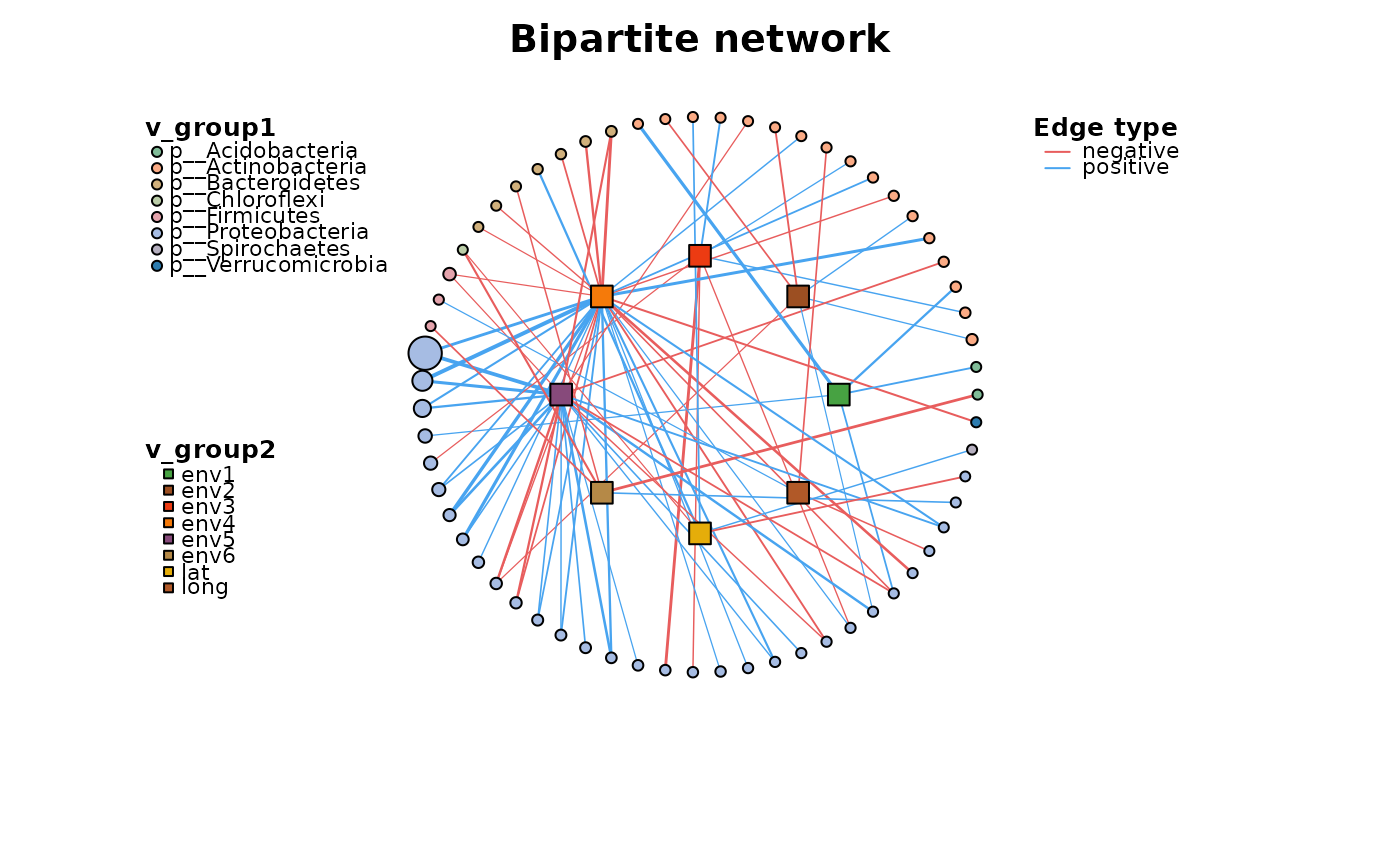 Bipartite network
v_group1
p__Acidobacteria
p__Actinobacteria
p__Bacteroidetes
p__Chloroflexi
p__Firmicutes
p__Proteobacteria
p__Spirochaetes
p__Verrucomicrobia
v_group2
env1
env2
env3
env4
env5
env6
lat
long
Edge type
negative
positive